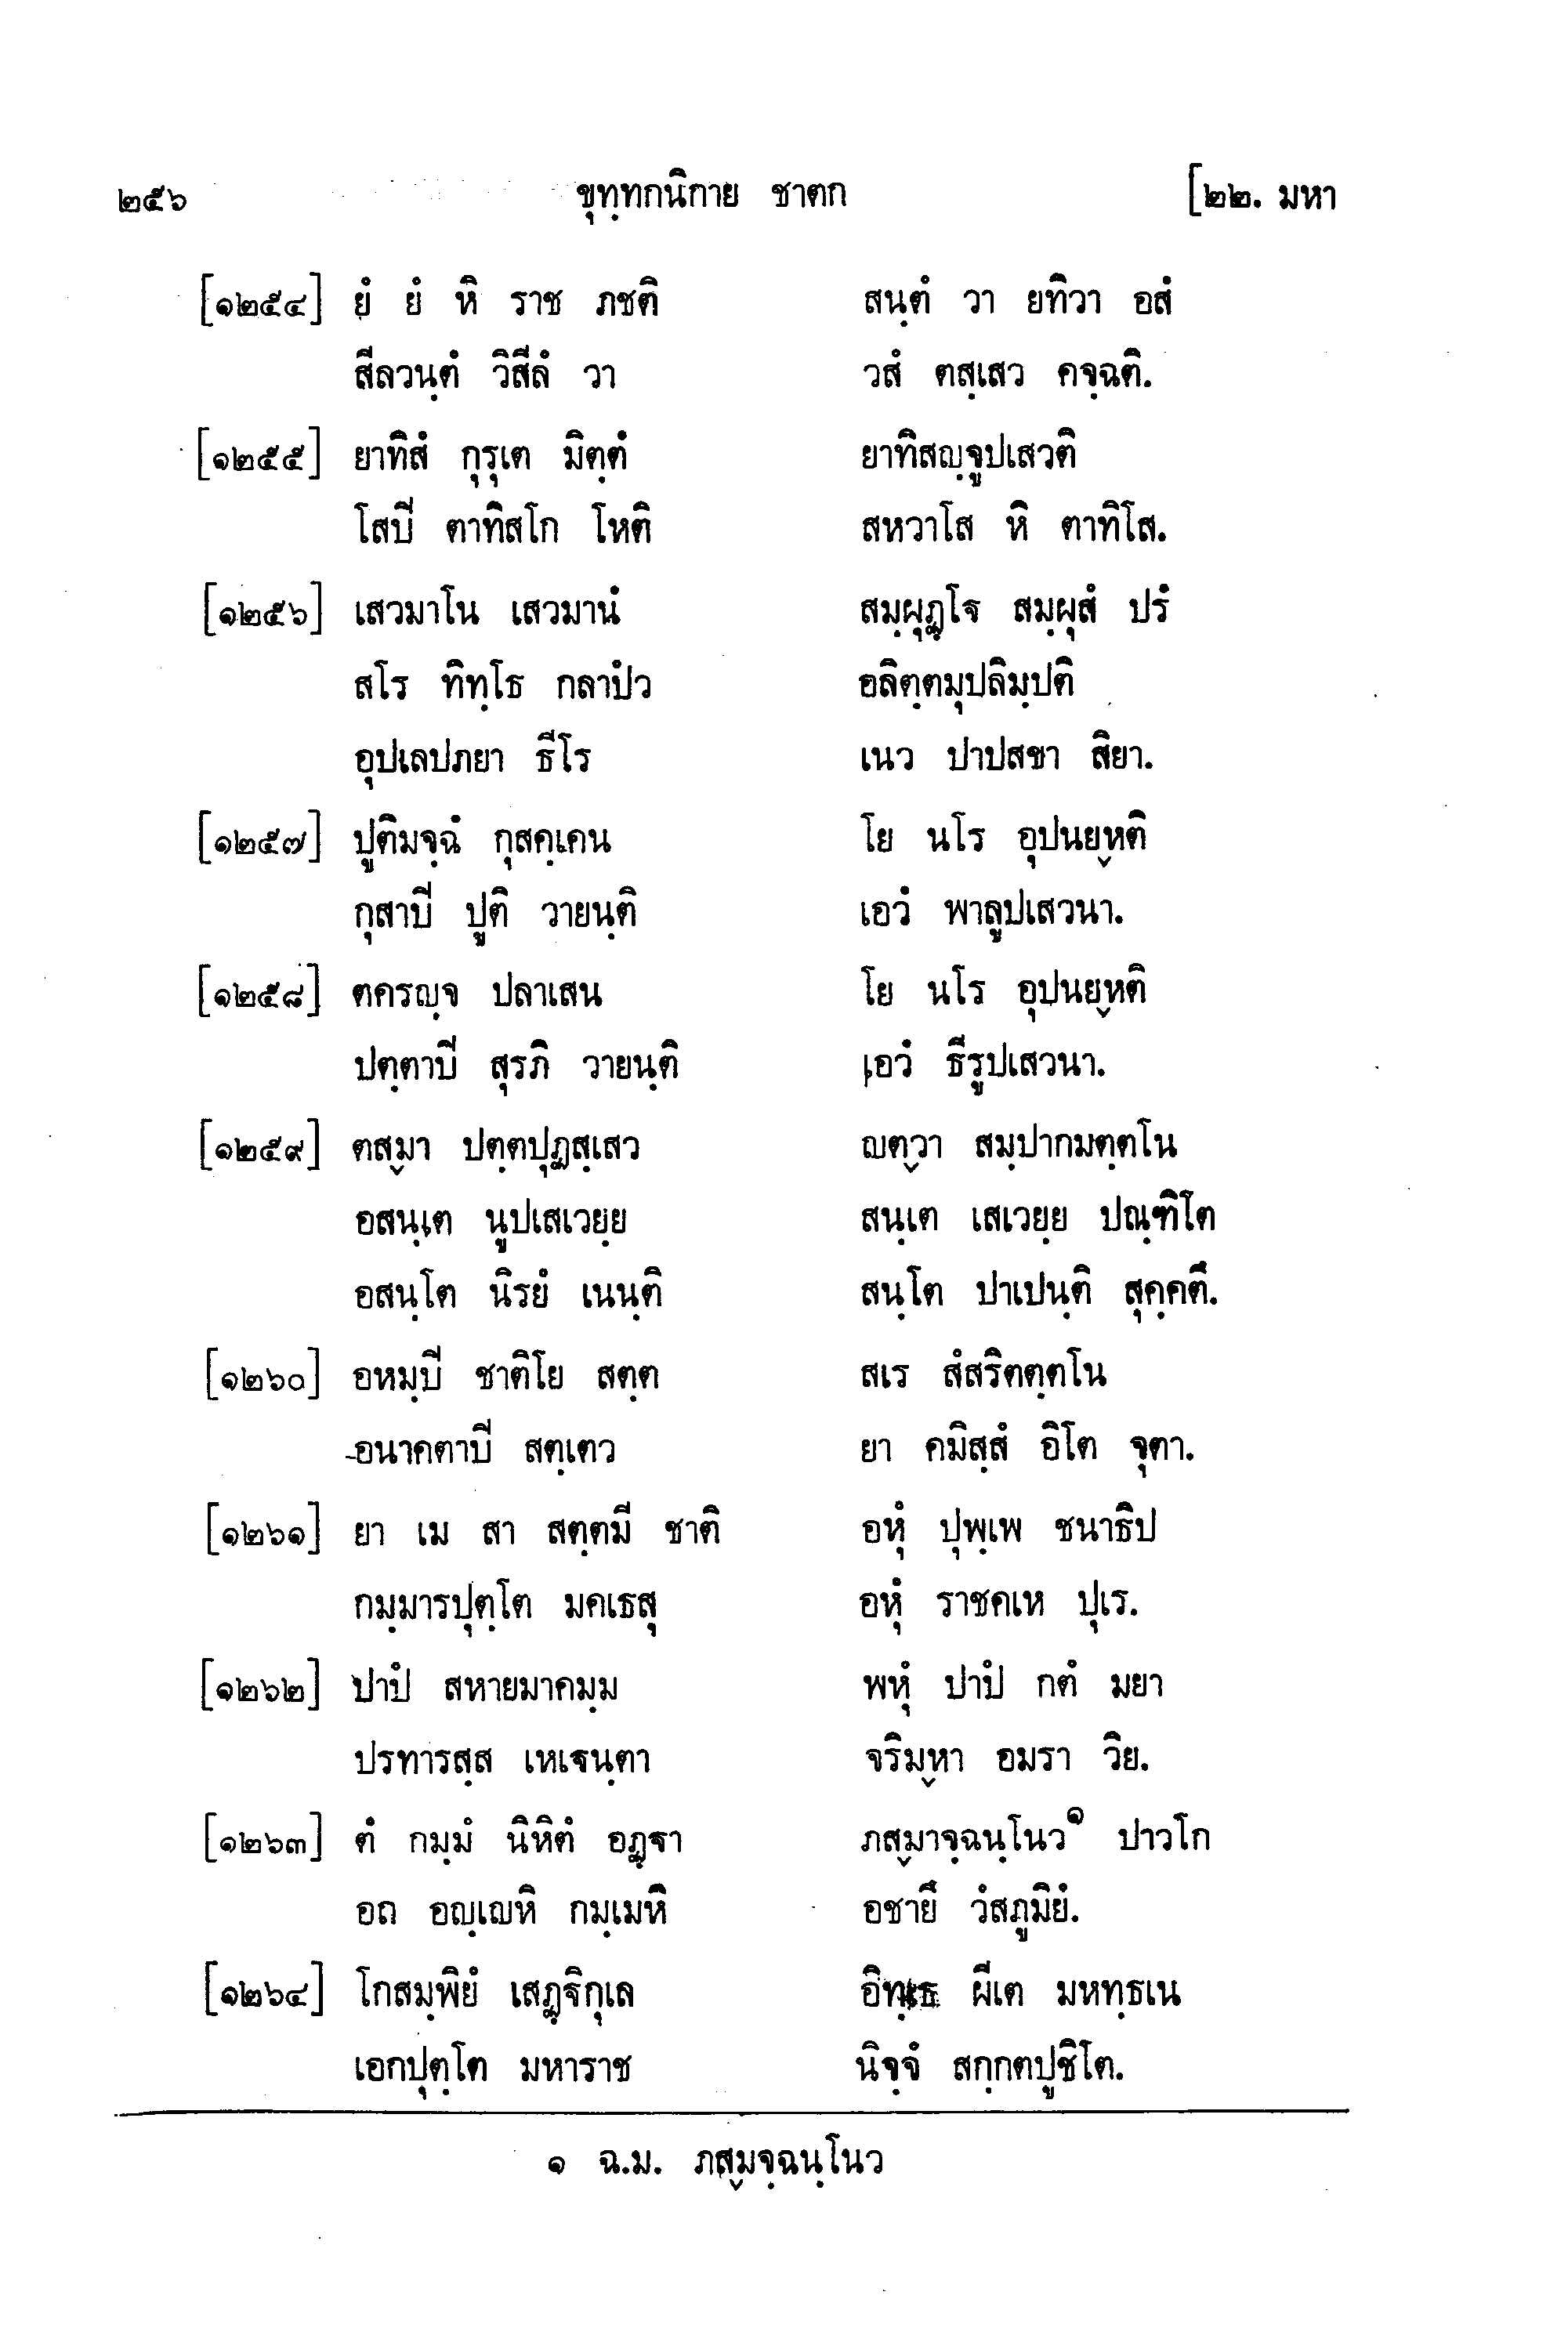 ๒๕๖ ขุทฺทกนิกาย ชาตก [๒๒. มหา
[๑๒๕๔] ยํ ยํ หิ ราช ภชติ สนฺตํ วา ยทิวา อสํ
สีลวนฺตํ วิสีลํ วา วสํ ตสฺเสว คจฺฉติ.
[๑๒๕๕] ยาทิสํ กุรุเต มิตฺตํ ยาทิสญฺจูปเสวติ
โสปิ ตาทิสโก โหติ สหวาโส หิ ตาทิโส.
[๑๒๕๖] เสวมาโน เสวมานํ สมฺผุฏฺโฐ สมฺผุสํ ปรํ
สโร ทิทฺโธ กลาปํว อลิตฺตมุปลิมฺปติ
อุปเลปภยา ธีโร เนว ปาปสขา สิยา.
[๑๒๕๗] ปูติมจฺฉํ กุสคฺเคน โย นโร อุปนยฺหติ
กุสาปิ ปูติ วายนฺติ เอวํ พาลูปเสวนา.
[๑๒๕๘] ตครญฺจ ปลาเสน โย นโร อุปนยฺหติ
ปตฺตาปิ สุรภิ วายนฺติ เอวํ ธีรูปเสวนา.
[๑๒๕๙] ตสฺมา ปตฺตปุฏสฺเสว ญตฺวา สมฺปากมตฺตโน
อสนฺเต นูปเสเวยฺย สนฺเต เสเวยฺย ปณฺฑิโต
อสนฺโต นิรยํ เนนฺติ สนฺโต ปาเปนฺติ สุคฺคตึ.
[๑๒๖๐] อหมฺปิ ชาติโย สตฺต สเร สํสริตตฺตโน
อนาคตาปิ สตฺเตว ยา คมิสฺสํ อิโต จุตา.
[๑๒๖๑] ยา เม สา สตฺตมี ชาติ อหุํ ปุพฺเพ ชนาธิป
กมฺมารปุตฺโต มคเธสุ อหุํ ราชคเห ปุเร.
[๑๒๖๒] ปาปํ สหายมาคมฺม พหุํ ปาปํ กตํ มยา
ปรทารสฺส เหเฐนฺตา จริมฺหา อมรา วิย.
[๑๒๖๓] ตํ กมฺมํ นิหิตํ อฏฺฐา ภสฺมาจฺฉนฺโนว๑ ปาวโก
อถ อญฺเญหิ กมฺเมหิ อชายึ วํสภูมิยํ.
[๑๒๖๔] โกสมฺพิยํ เสฏฺฐิกุเล อิทฺเธ ผีเต มหทฺธเน
เอกปุตฺโต มหาราช นิจฺจํ สกฺกตปูชิโต.
๑ ฉ.ม. ภสฺมจฺฉนฺโนว